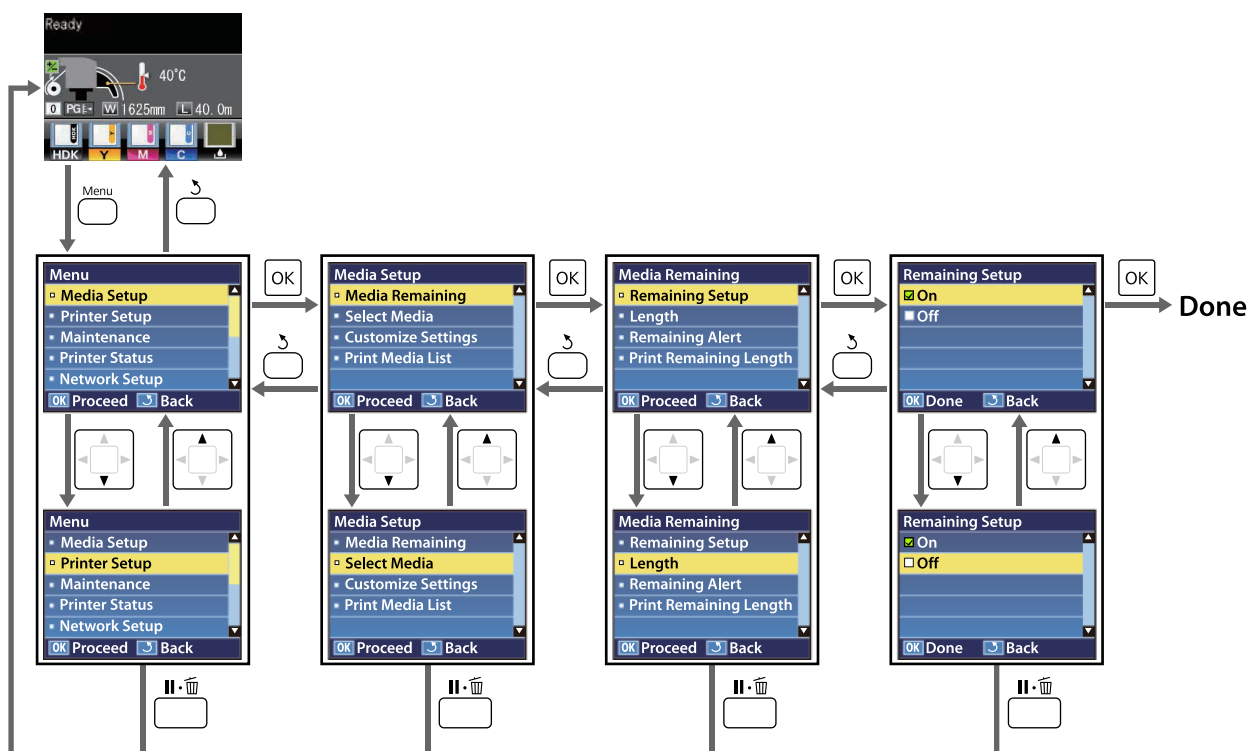 Ready
40°C
0 PG W 1625mm L 40. 0m
HDK
HDK Y M C
Menu
Menu
Media Setup
Printer Setup
Maintenance
Printer Status
Network Setup
OK Proceed Back
OK
Media Setup
Media Remaining
Select Media
Customize Settings
Print Media List
OK Proceed Back
OK
Media Remaining
Remaining Setup
Length
Remaining Alert
Print Remaining Length
OK Proceed Back
OK
Remaining Setup
On
Off
OK Done Back
OK
Done
Menu
Media Setup
Printer Setup
Maintenance
Printer Status
Network Setup
OK Proceed Back
Media Setup
Media Remaining
Select Media
Customize Settings
Print Media List
OK Proceed Back
Media Remaining
Remaining Setup
Length
Remaining Alert
Print Remaining Length
OK Proceed Back
Remaining Setup
On
Off
OK Done Back